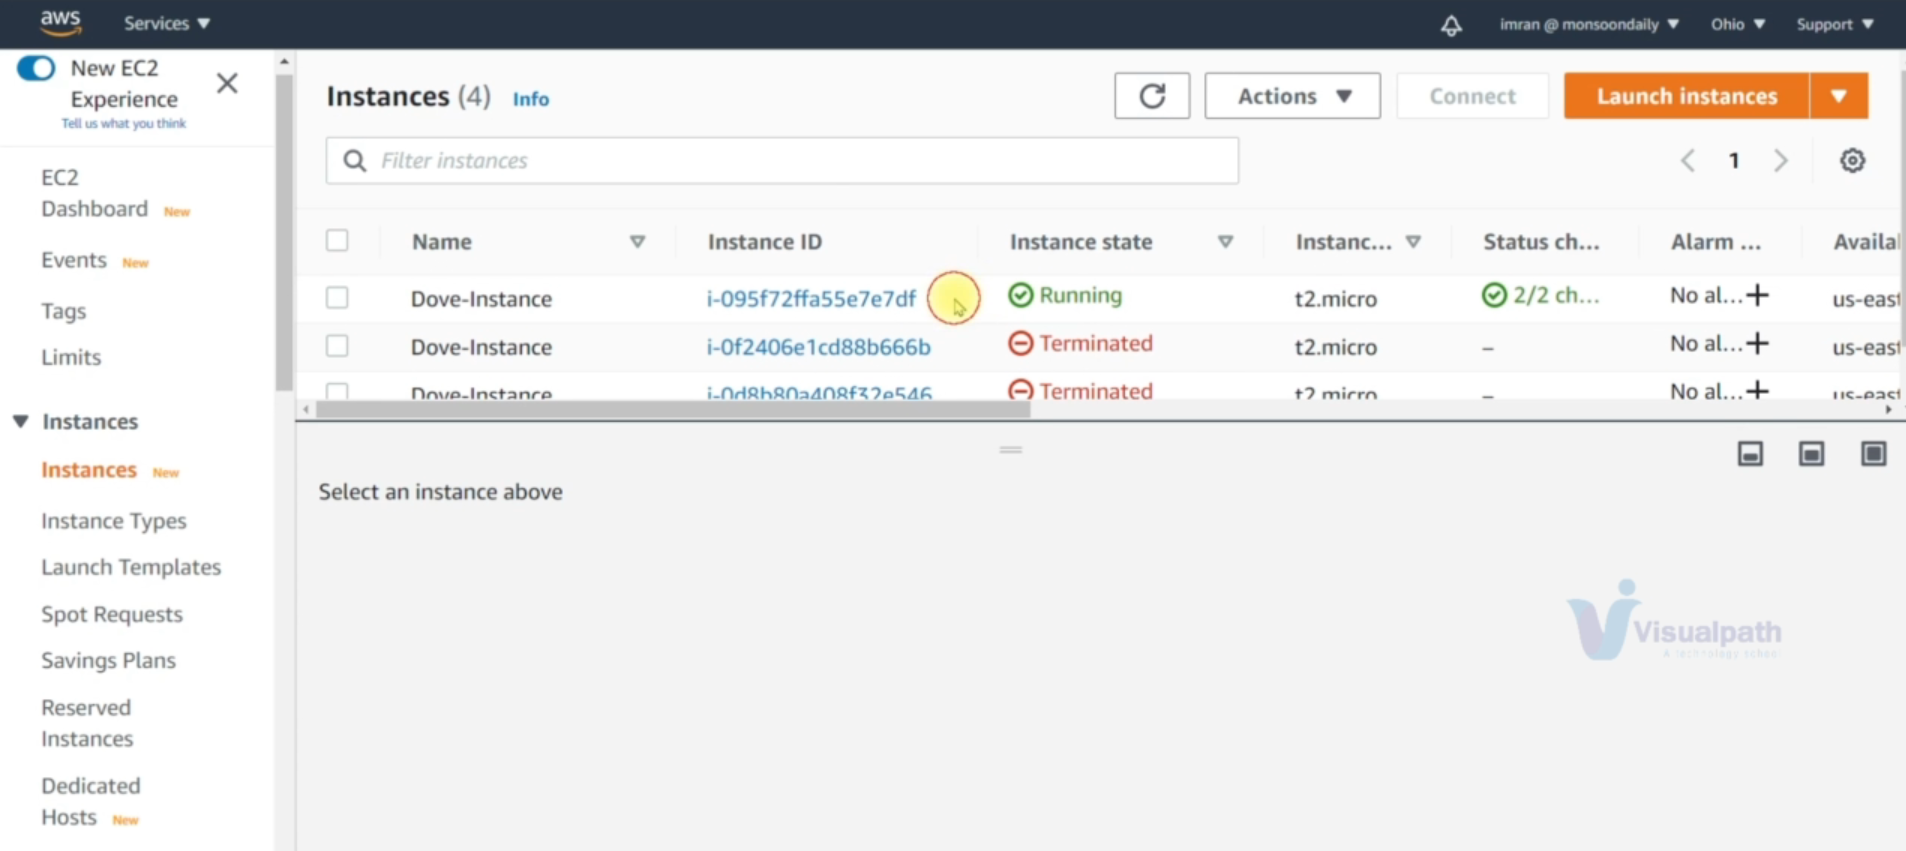 aws Services imran @ monsoondaily Ohio Support
New EC2
Experience
Tell us what you think
EC2
Dashboard New
Events New
Tags
Limits
Instances
Instances New
Instance Types
Launch Templates
Spot Requests
Savings Plans
Reserved
Instances
Dedicated
Hosts New
Instances (4) Info Actions Connect Launch instances
Filter instances 1
Name Instance ID Instance state Instanc... Status ch... Alarm ... Availal
Dove-Instance i-095f72ffa55e7e7df Running t2.micro 2/2 ch... No al... us-east
Dove-Instance i-0f2406e1cd88b666b Terminated t2.micro – No al... us-east
Dove-Instance i-0d8b80a408f32e546 Terminated t2.micro – No al... us-east
Select an instance above
Visualpath
A technology school